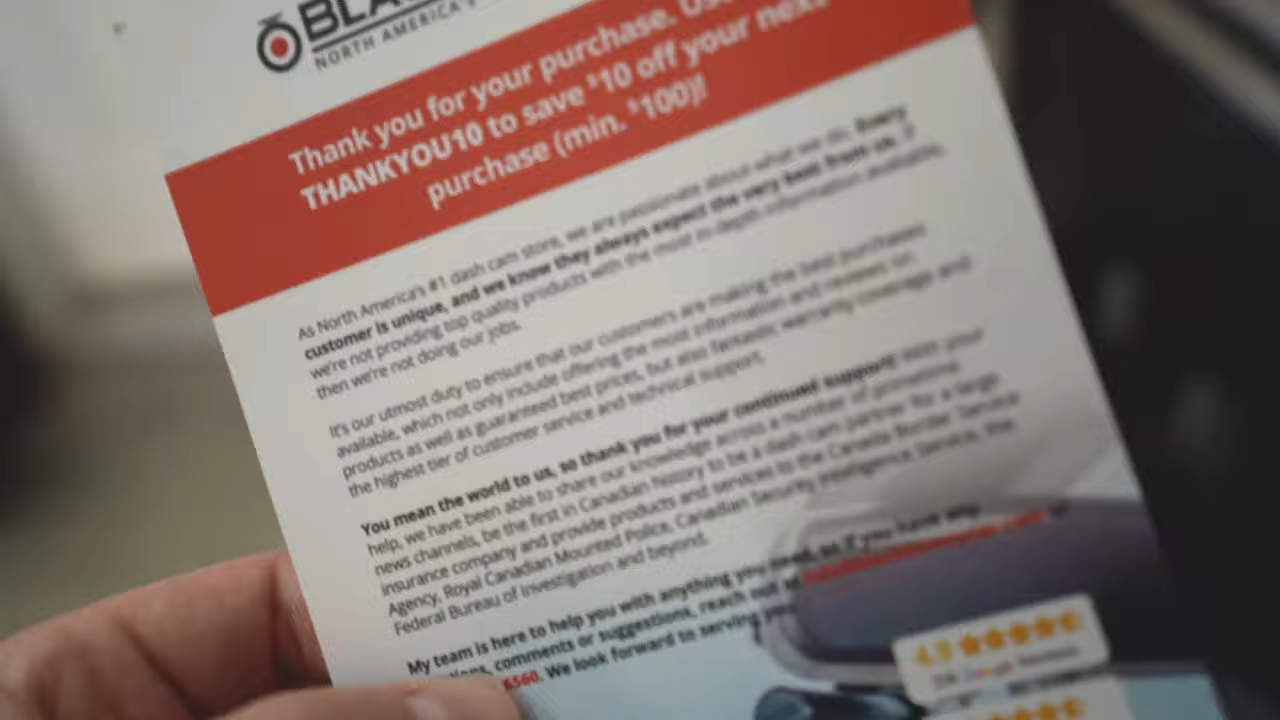 BLA
NORTH AMERICA'S
Thank you for your purchase. Use
THANKYOU10 to save $10 off your next
purchase (min. $100)!
As North America's #1 dash cam store, we are passionate about what we do. Every
customer is unique, and we know they always expect the very best from us. If
we're not providing top quality products with the most in-depth information available,
then we're not doing our jobs.
It's our utmost duty to ensure that our customers are making the best purchases
available, which not only include offering the most information and reviews on
products as well as guaranteed best prices, but also fantastic warranty coverage and
the highest tier of customer service and technical support.
You mean the world to us, so thank you for your continued support! With your
help, we have been able to share our knowledge across a number of primetime
news channels, be the first in Canadian history to be a dash cam partner for a large
insurance company and provide products and services to the Canada Border Service
Agency, Royal Canadian Mounted Police, Canadian Security Intelligence Service, the
Federal Bureau of Investigation and beyond.
My team is here to help you with anything you need, so if you have any
comments or suggestions, reach out at
6560. We look forward to serving you
4.9